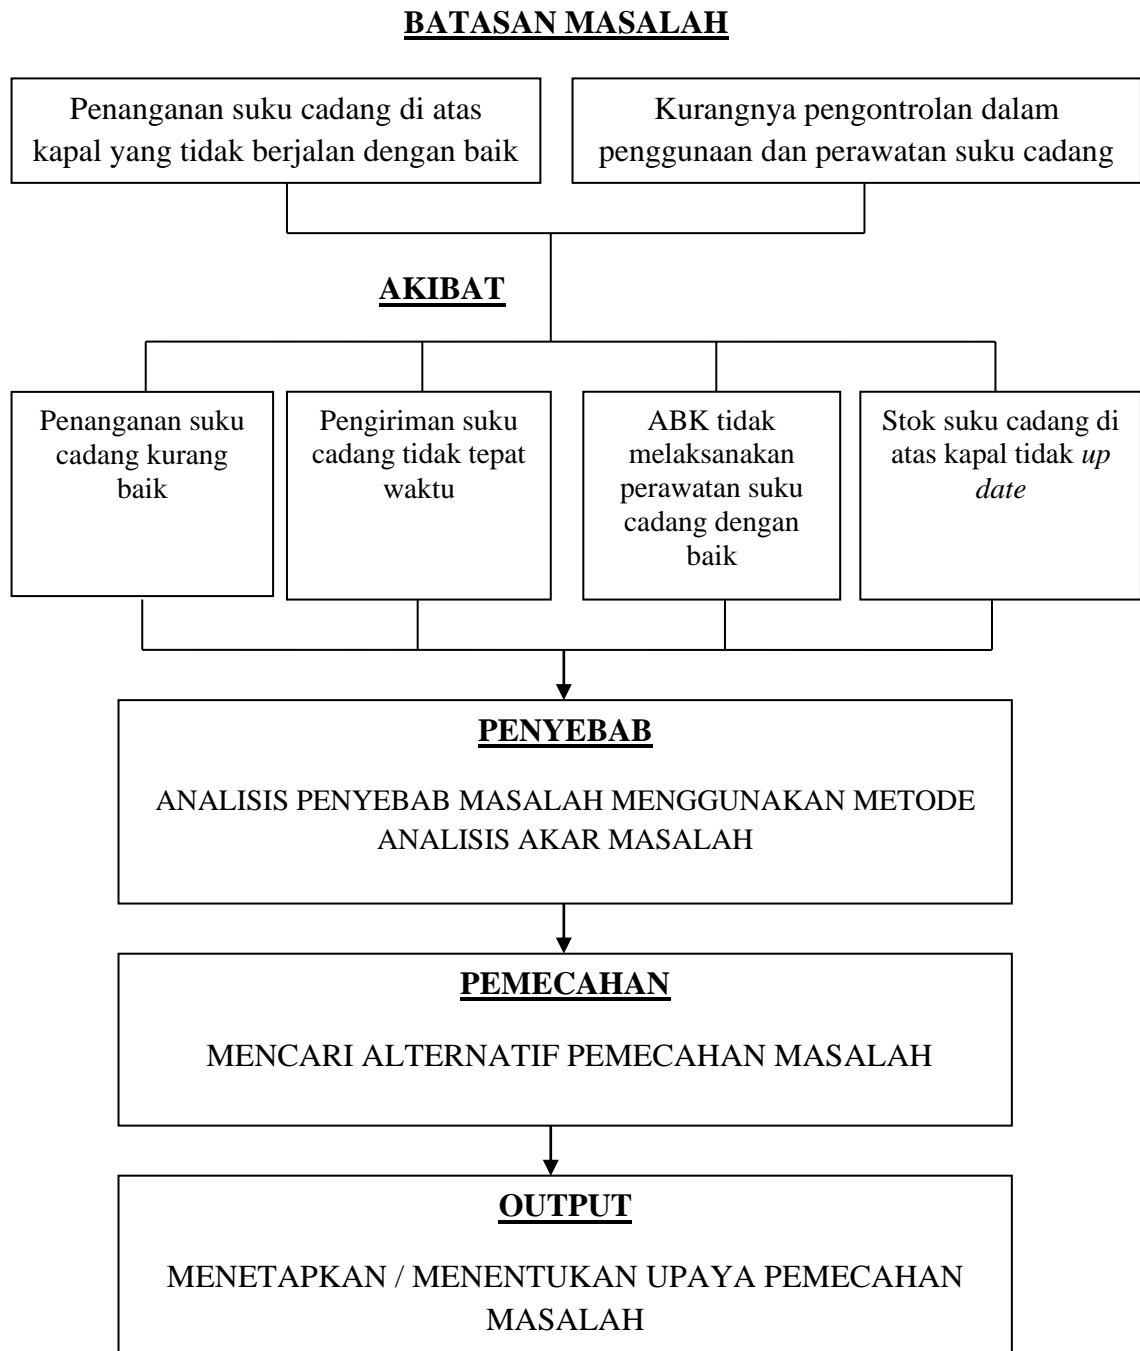 BATASAN MASALAH
Penanganan suku cadang di atas
kapal yang tidak berjalan dengan baik
Kurangnya pengontrolan dalam
penggunaan dan perawatan suku cadang
AKIBAT
Penanganan suku
cadang kurang
baik
Pengiriman suku
cadang tidak tepat
waktu
ABK tidak
melaksanakan
perawatan suku
cadang dengan
baik
Stok suku cadang di
atas kapal tidak up
date
PENYEBAB
ANALISIS PENYEBAB MASALAH MENGGUNAKAN METODE
ANALISIS AKAR MASALAH
PEMECAHAN
MENCARI ALTERNATIF PEMECAHAN MASALAH
OUTPUT
MENETAPKAN / MENENTUKAN UPAYA PEMECAHAN
MASALAH